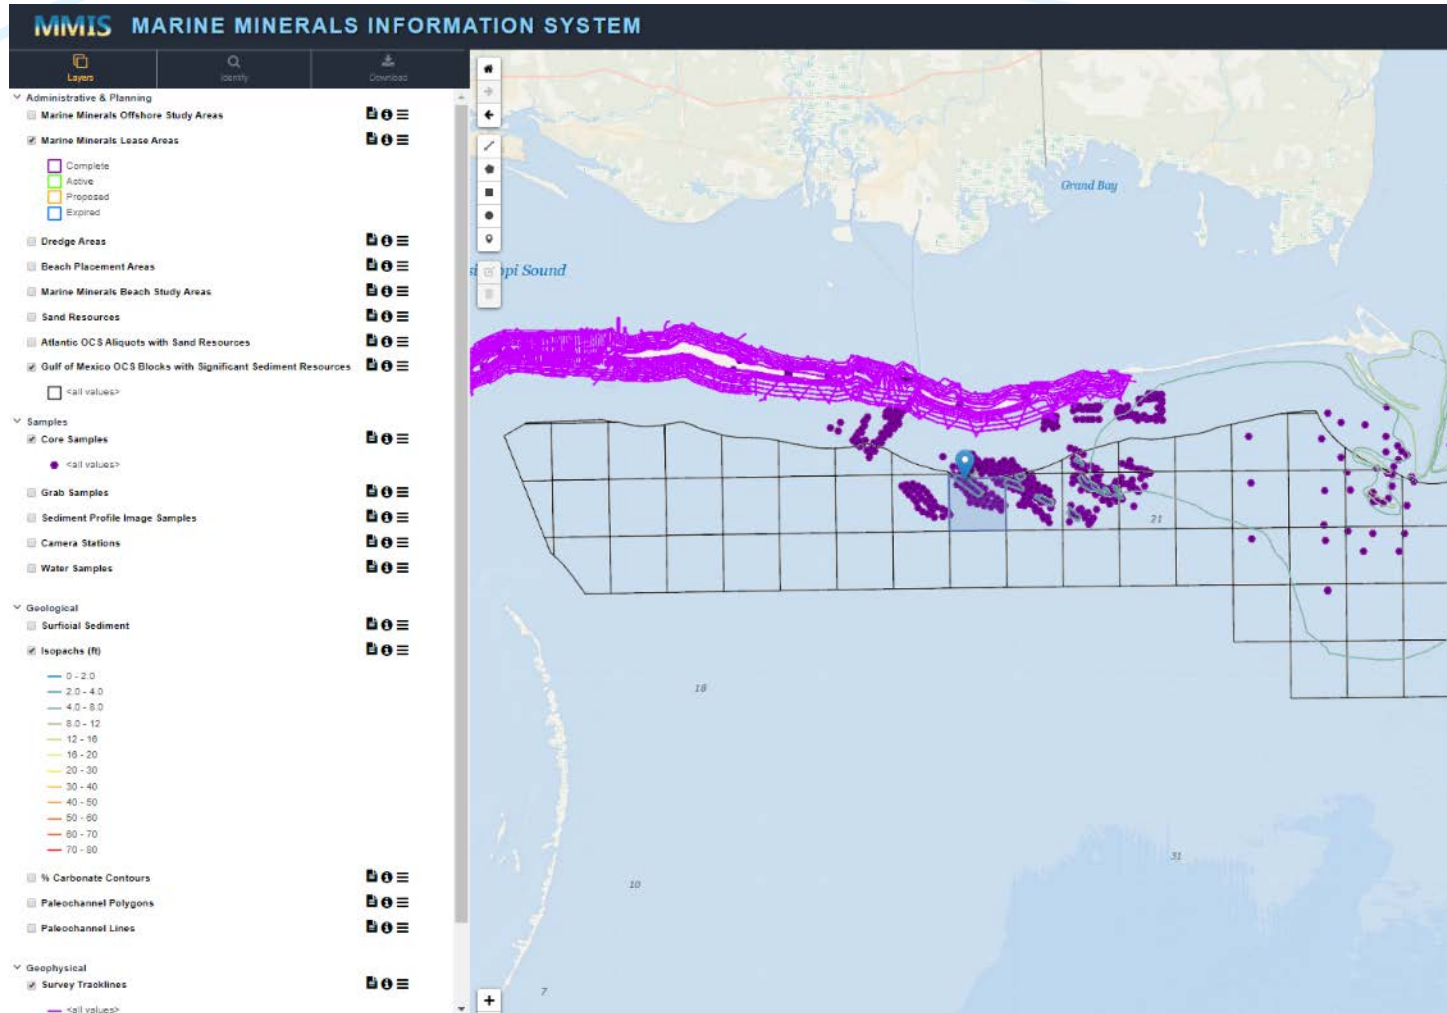 MMIS MARINE MINERALS INFORMATION SYSTEM
Layers
Identify
Download
Administrative & Planning
Marine Minerals Offshore Study Areas
Marine Minerals Lease Areas
Complete
Active
Proposed
Expired
Dredge Areas
Beach Placement Areas
Marine Minerals Beach Study Areas
Sand Resources
Atlantic OCS Aliquots with Sand Resources
Gulf of Mexico OCS Blocks with Significant Sediment Resources
<all values>
Samples
Core Samples
<all values>
Grab Samples
Sediment Profile Image Samples
Camera Stations
Water Samples
Geological
Surficial Sediment
Isopachs (ft)
0 - 2.0
2.0 - 4.0
4.0 - 8.0
8.0 - 12
12 - 16
16 - 20
20 - 30
30 - 40
40 - 50
50 - 60
60 - 70
70 - 80
% Carbonate Contours
Paleochannel Polygons
Paleochannel Lines
Geophysical
Survey Tracklines
<all values>
Grand Bay
ppi Sound
21
18
31
10
7